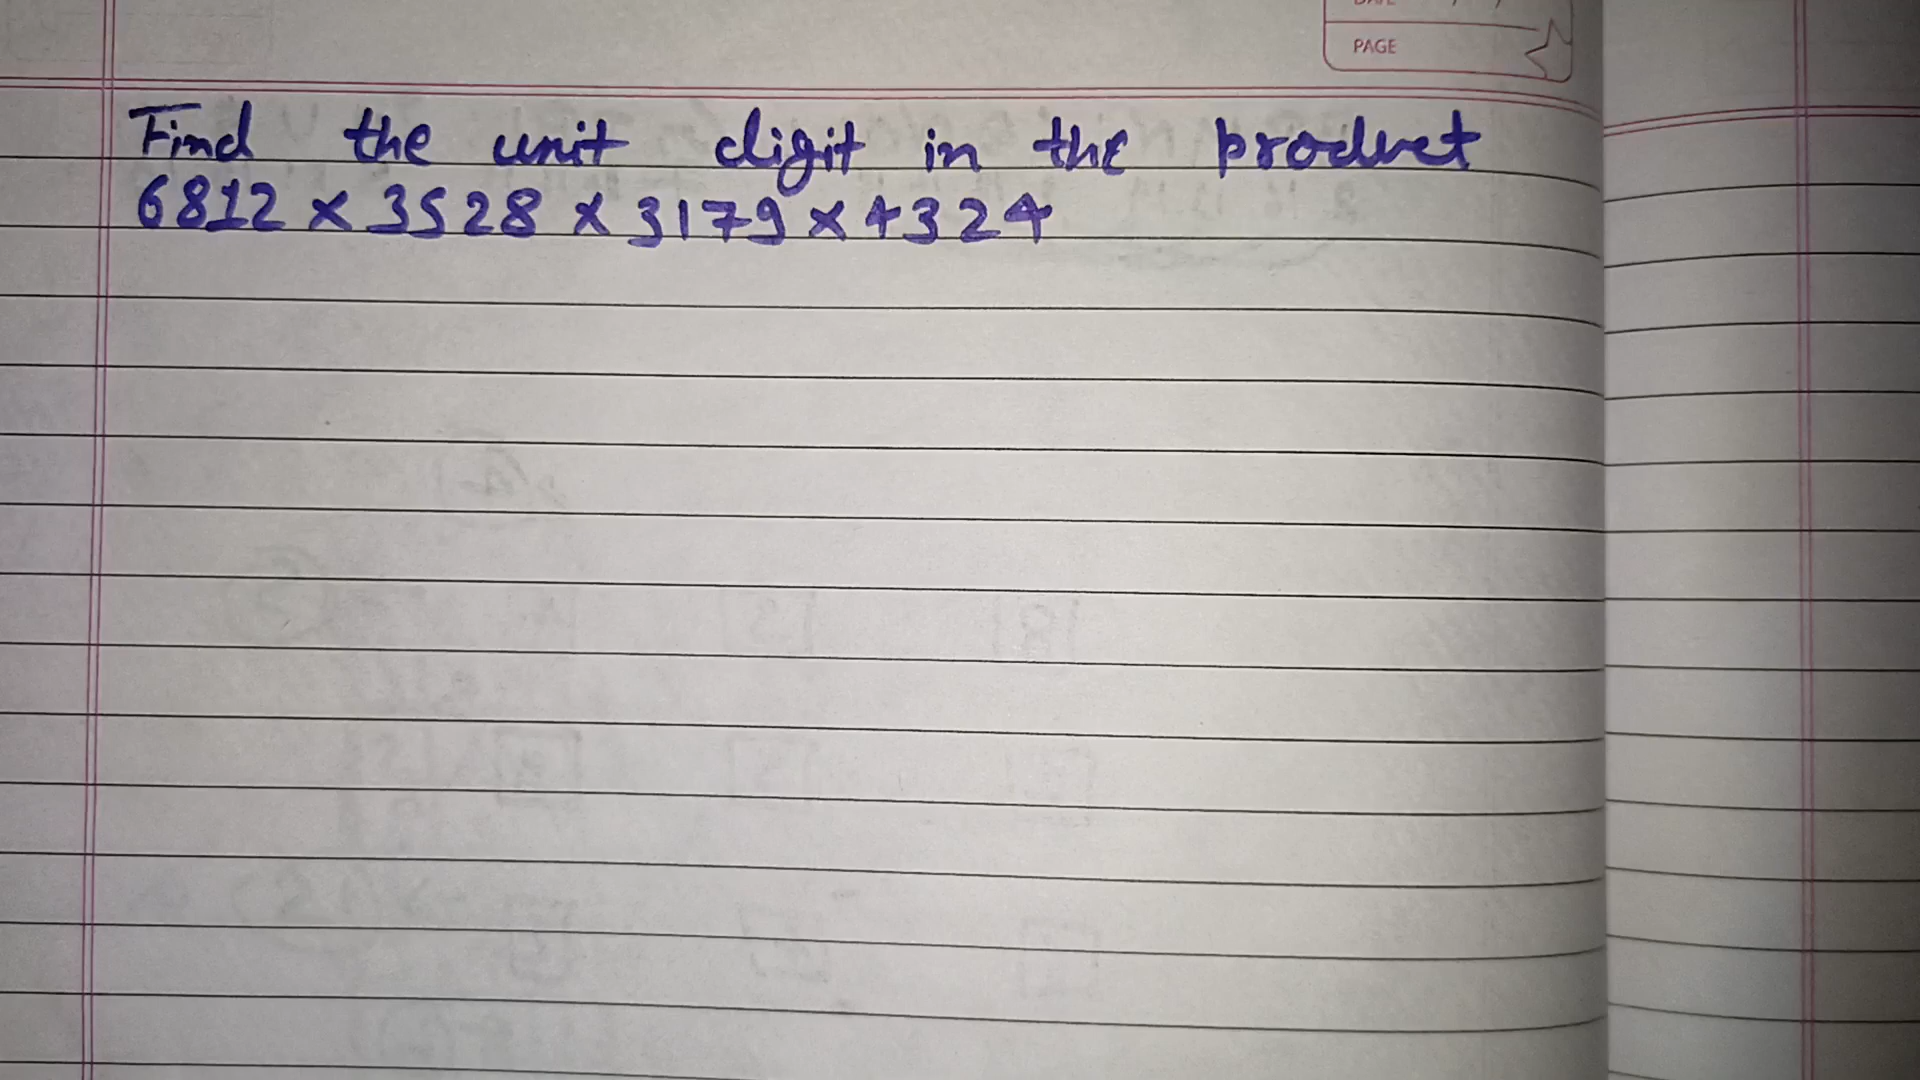 PAGE
Find the unit digit in the product
6812 × 3528 × 3179 × 4324